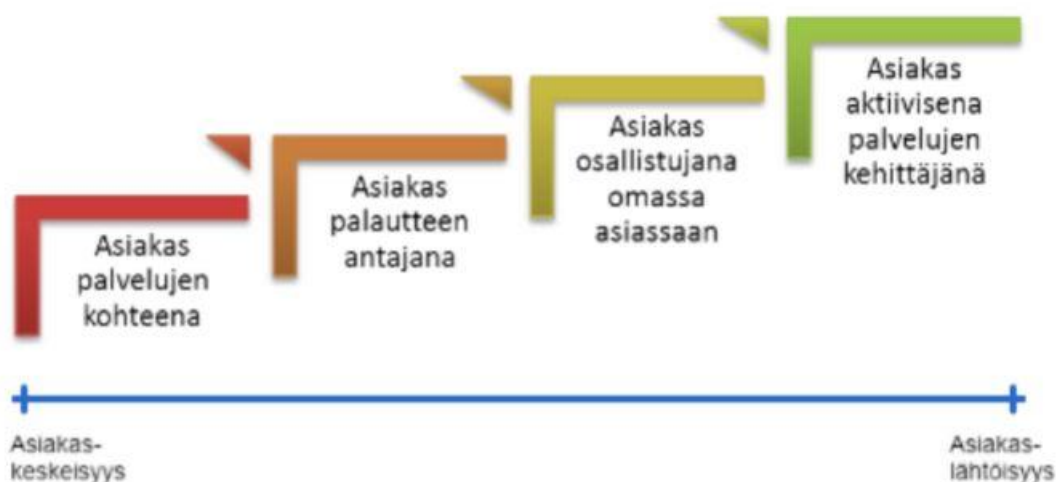 Asiakas
palvelujen
kohteena
Asiakas
palautteen
antajana
Asiakas
osallistujana
omassa
asiassaan
Asiakas
aktiivisena
palvelujen
kehittäjänä
Asiakas-
keskeisyys
Asiakas-
lähtöisyys